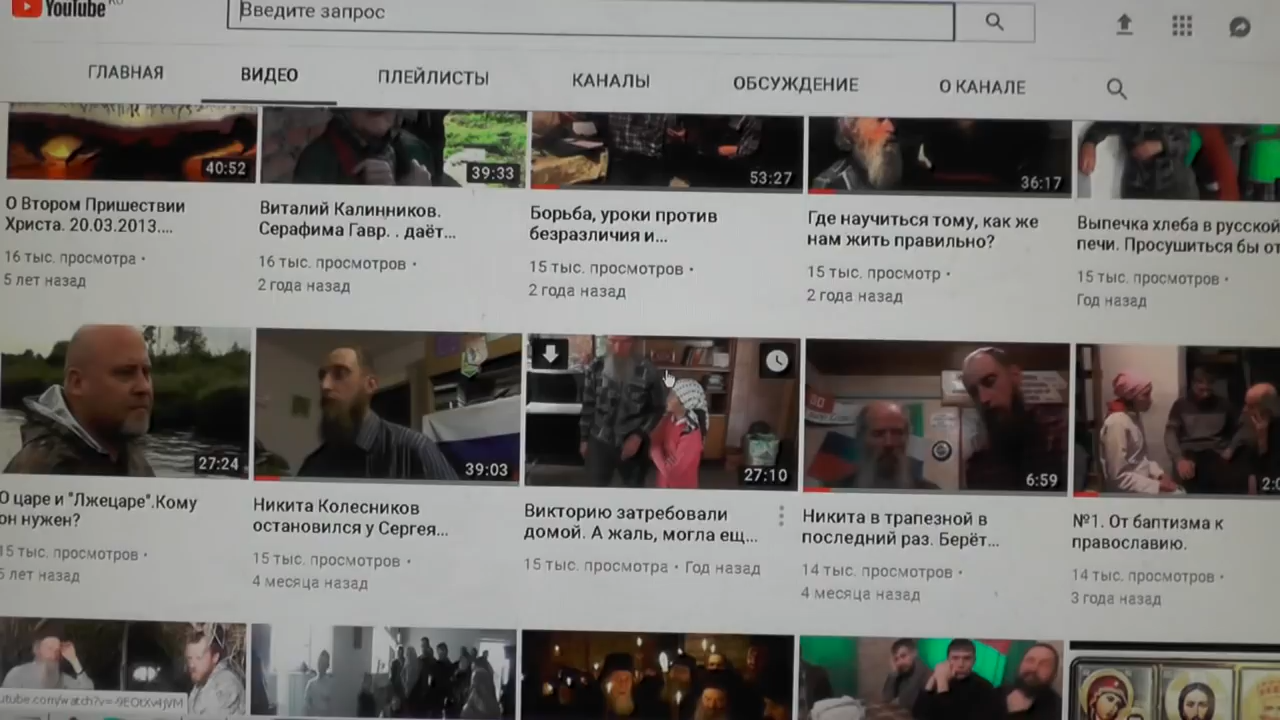 YouTube
Введите запрос
ГЛАВНАЯ ВИДЕО ПЛЕЙЛИСТЫ КАНАЛЫ ОБСУЖДЕНИЕ О КАНАЛЕ
40:52 39:33 53:27 36:17
О Втором Пришествии
Христа. 20.03.2013....
16 тыс. просмотра •
5 лет назад
Виталий Калинников.
Серафима Гавр. . даёт...
16 тыс. просмотров •
2 года назад
Борьба, уроки против
безразличия и...
15 тыс. просмотров •
2 года назад
Где научиться тому, как же
нам жить правильно?
15 тыс. просмотр •
2 года назад
Выпечка хлеба в русской
печи. Просушиться бы от
15 тыс. просмотров •
Год назад
27:24 39:03 27:10 6:59
О царе и "Лжецаре".Кому
он нужен?
15 тыс. просмотров •
5 лет назад
Никита Колесников
остановился у Сергея...
15 тыс. просмотров •
4 месяца назад
Викторию затребовали
домой. А жаль, могла ещ...
15 тыс. просмотра • Год назад
Никита в трапезной в
последний раз. Берёт...
14 тыс. просмотров •
4 месяца назад
№1. От баптизма к
православию.
14 тыс. просмотров •
3 года назад